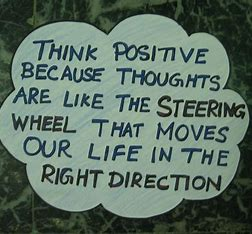 THINK POSITIVE
BECAUSE THOUGHTS
ARE LIKE THE STEERING
WHEEL THAT MOVES
OUR LIFE IN THE
RIGHT DIRECTION